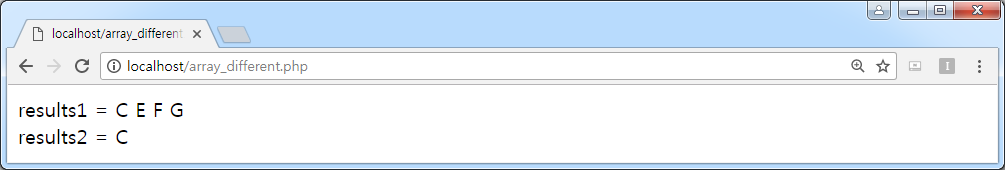 localhost/array_different
localhost/array_different.php
results1 = C E F G
results2 = C